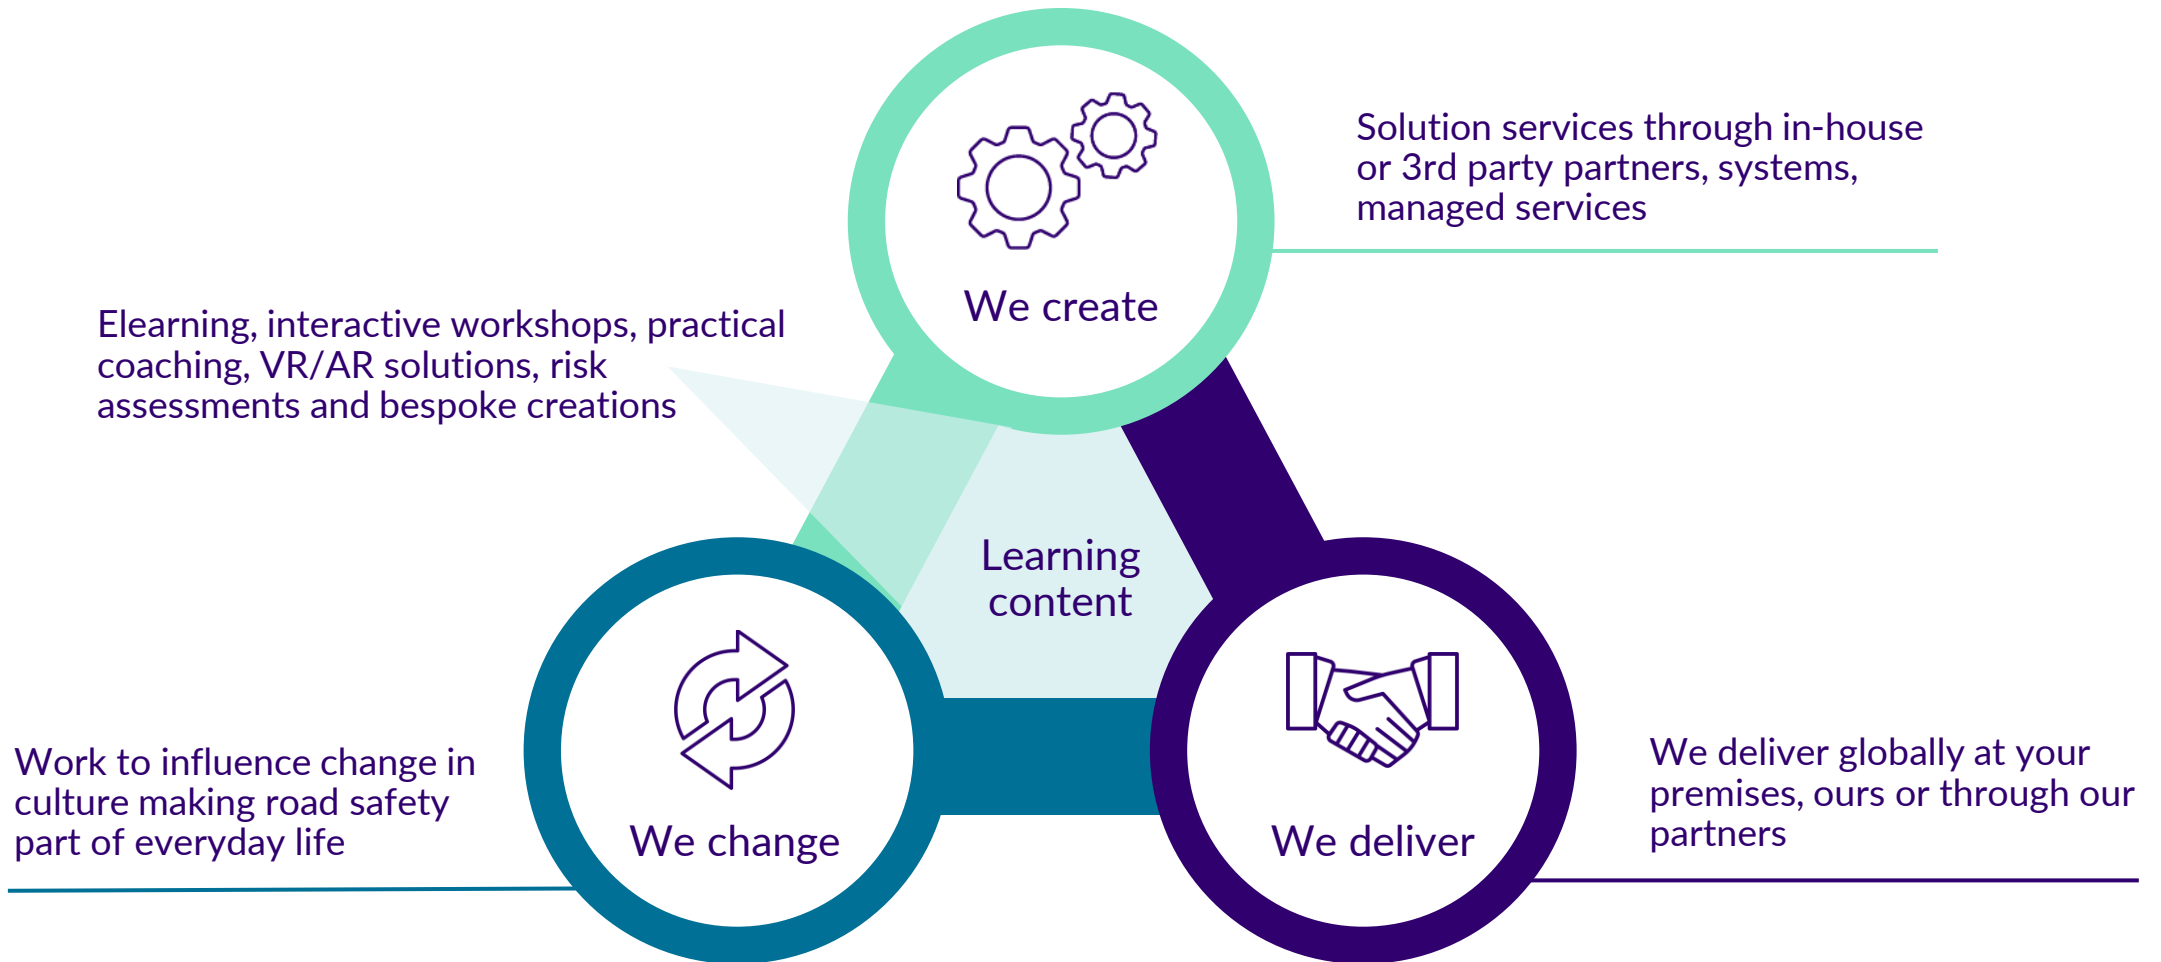 Solution services through in-house
or 3rd party partners, systems,
managed services
We create
Elearning, interactive workshops, practical
coaching, VR/AR solutions, risk
assessments and bespoke creations
Learning
content
Work to influence change in
culture making road safety
part of everyday life
We change
We deliver
We deliver globally at your
premises, ours or through our
partners